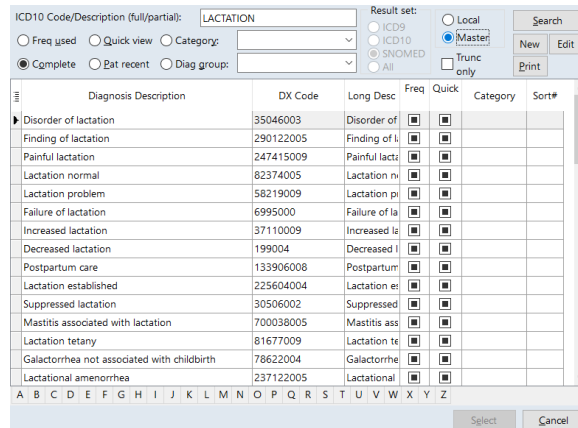 ICD10 Code/Description (full/partial): LACTATION
Result set:
ICD9
ICD10
SNOMED
All
Local
Master
Trunc only
Search
New Edit
Print
Freq used Quick view Category:
Complete Pat recent Diag group:
Diagnosis Description DX Code Long Desc Freq Quick Category Sort#
Disorder of lactation 35046003 Disorder of
Finding of lactation 290122005 Finding of la
Painful lactation 247415009 Painful lacta
Lactation normal 82374005 Lactation no
Lactation problem 58219009 Lactation pr
Failure of lactation 6995000 Failure of la
Increased lactation 37110009 Increased la
Decreased lactation 199004 Decreased l
Postpartum care 133906008 Postpartum
Lactation established 225604004 Lactation es
Suppressed lactation 30506002 Suppressed
Mastitis associated with lactation 700038005 Mastitis ass
Lactation tetany 81677009 Lactation te
Galactorrhea not associated with childbirth 78622004 Galactorrhe
Lactational amenorrhea 237122005 Lactational
A B C D E F G H I J K L M N O P Q R S T U V W X Y Z
Select Cancel